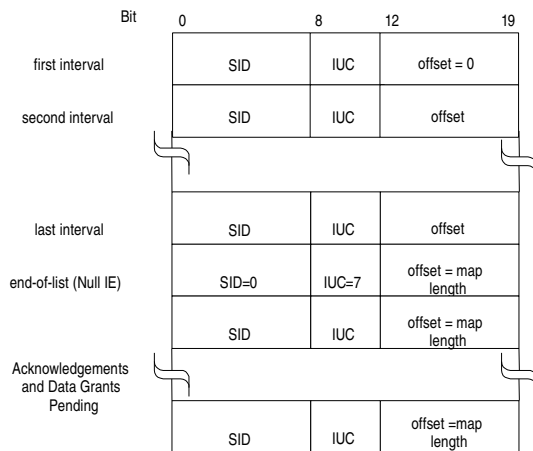 Bit 0 8 12 19
first interval SID IUC offset = 0
second interval SID IUC offset
last interval SID IUC offset
end-of-list (Null IE) SID=0 IUC=7 offset = map
length
SID IUC offset = map
length
Acknowledgements
and Data Grants
Pending
SID IUC offset =map
length